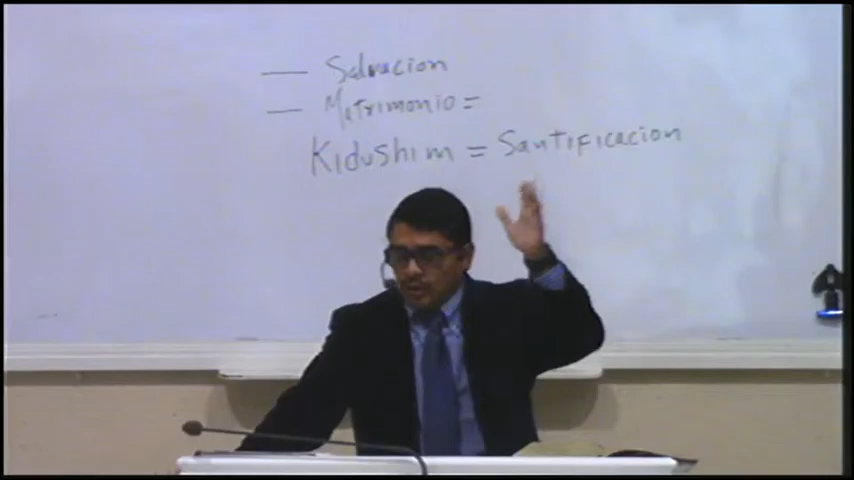 — Salvacion
— Matrimonio =
Kidushim = Santificacion